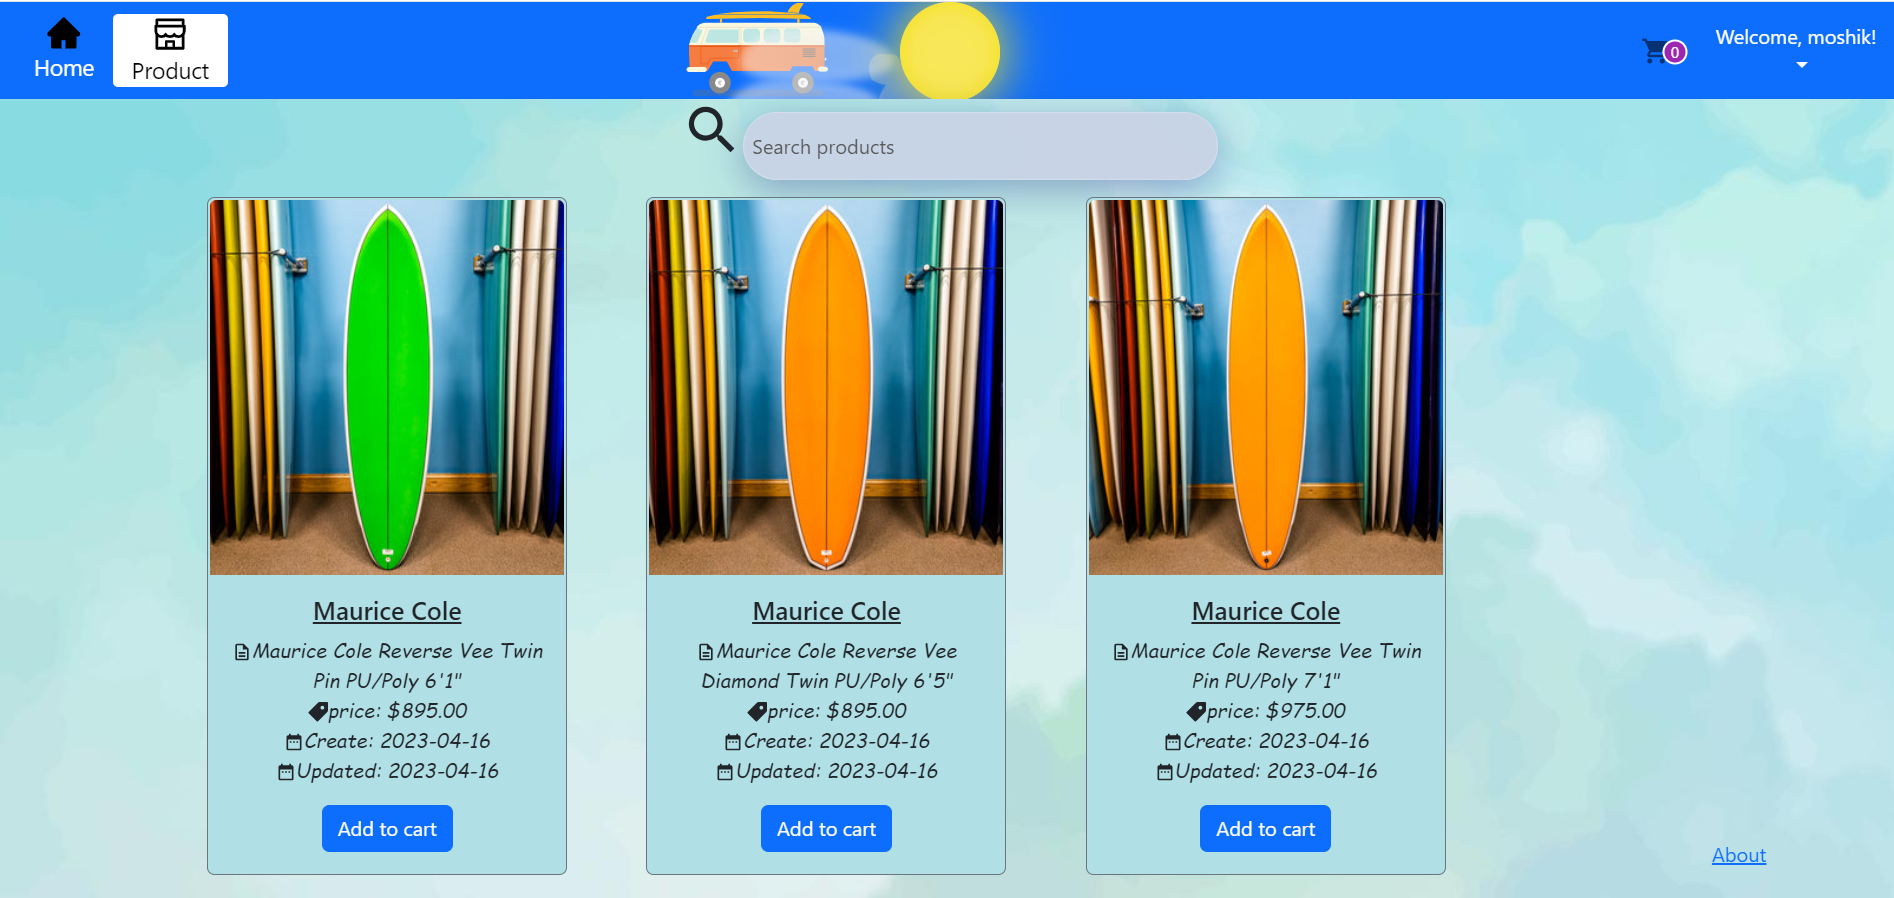 Home
Product
0
Welcome, moshik!
Search products
Maurice Cole
Maurice Cole Reverse Vee Twin
Pin PU/Poly 6'1"
price: $895.00
Create: 2023-04-16
Updated: 2023-04-16
Add to cart
Maurice Cole
Maurice Cole Reverse Vee
Diamond Twin PU/Poly 6'5"
price: $895.00
Create: 2023-04-16
Updated: 2023-04-16
Add to cart
Maurice Cole
Maurice Cole Reverse Vee Twin
Pin PU/Poly 7'1"
price: $975.00
Create: 2023-04-16
Updated: 2023-04-16
Add to cart
About